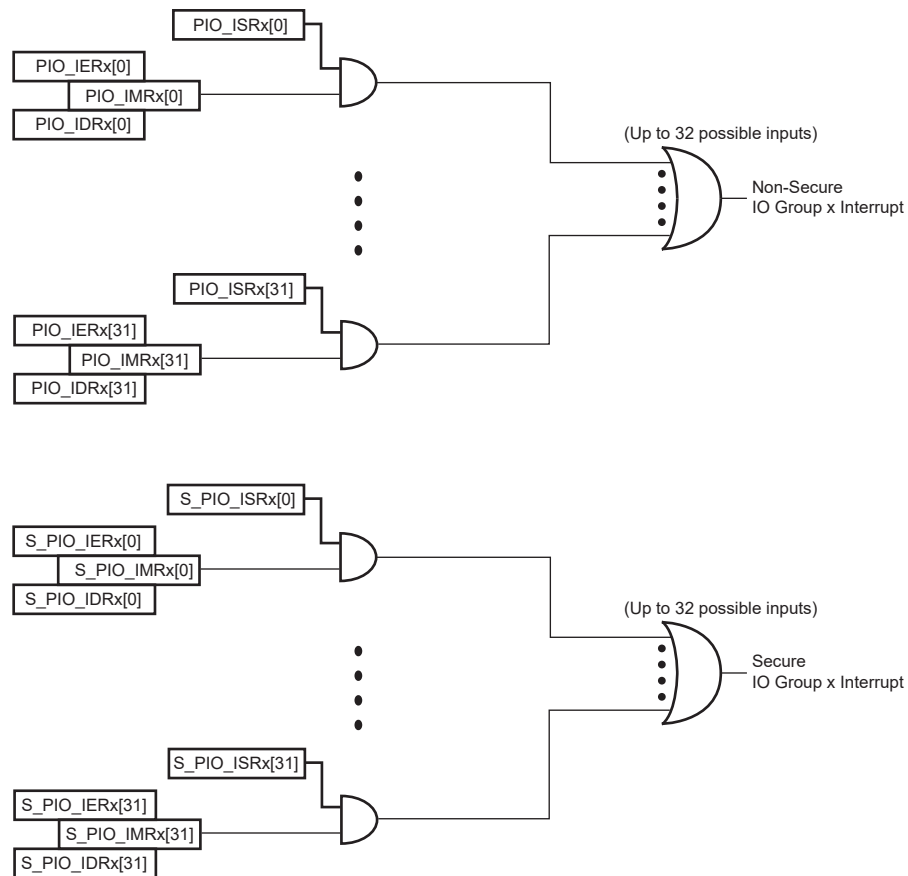 PIO_ISRx[0]
PIO_IERx[0]
PIO_IMRx[0]
PIO_IDRx[0]
(Up to 32 possible inputs)
Non-Secure
IO Group x Interrupt
PIO_ISRx[31]
PIO_IERx[31]
PIO_IMRx[31]
PIO_IDRx[31]
S_PIO_ISRx[0]
S_PIO_IERx[0]
S_PIO_IMRx[0]
S_PIO_IDRx[0]
(Up to 32 possible inputs)
Secure
IO Group x Interrupt
S_PIO_ISRx[31]
S_PIO_IERx[31]
S_PIO_IMRx[31]
S_PIO_IDRx[31]